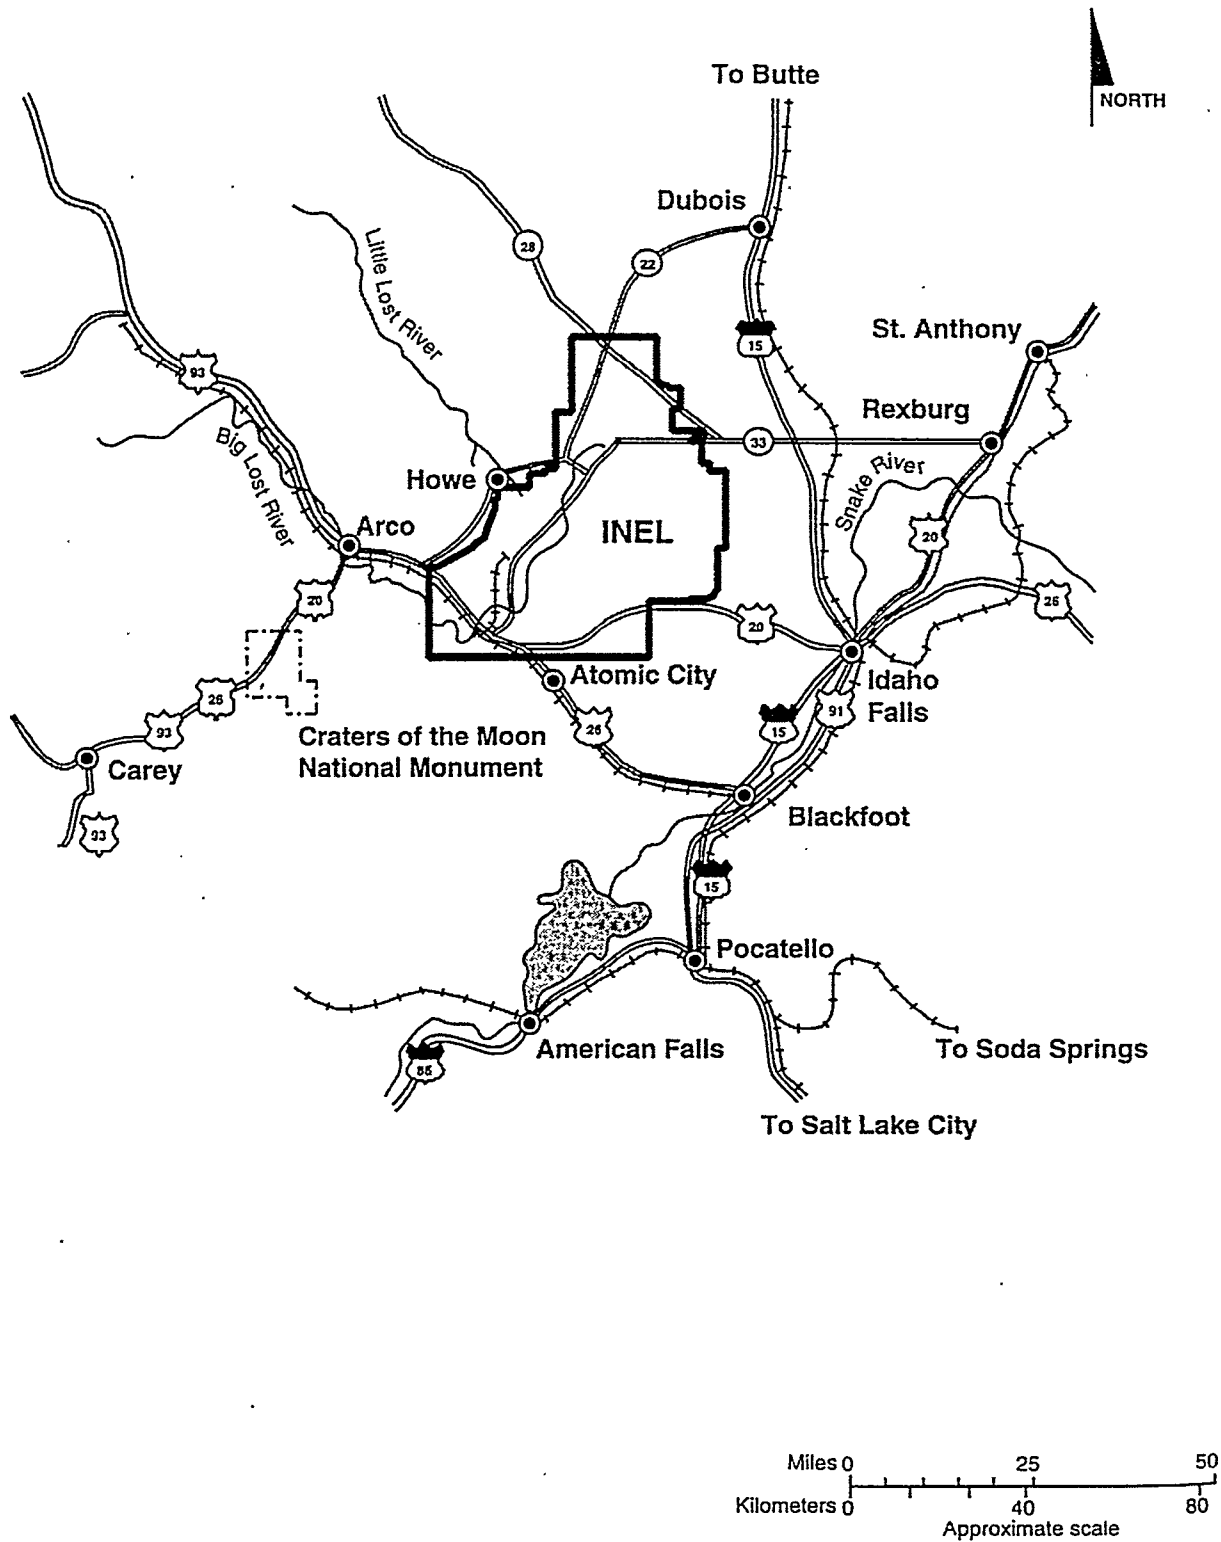 To Butte
NORTH
Dubois
28
22
Little Lost River
St. Anthony
15
93
Rexburg
33
Big Lost River
Snake River
Howe
Arco
INEL
20
20
26
20
Atomic City
Idaho
Falls
26
93
Craters of the Moon
National Monument
26
15
91
Carey
93
Blackfoot
15
Pocatello
American Falls
To Soda Springs
To Salt Lake City
Miles 0 25 50
Kilometers 0 40 80
Approximate scale